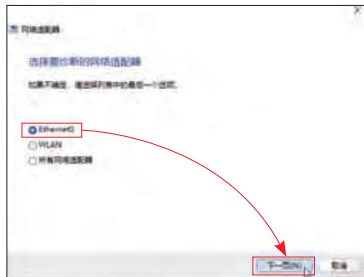 网络适配器
选择要诊断的网络适配器
如果不确定，请选择列表中的最后一个选项。
Ethernet0
WLAN
所有网络适配器
下一页(N)
取消